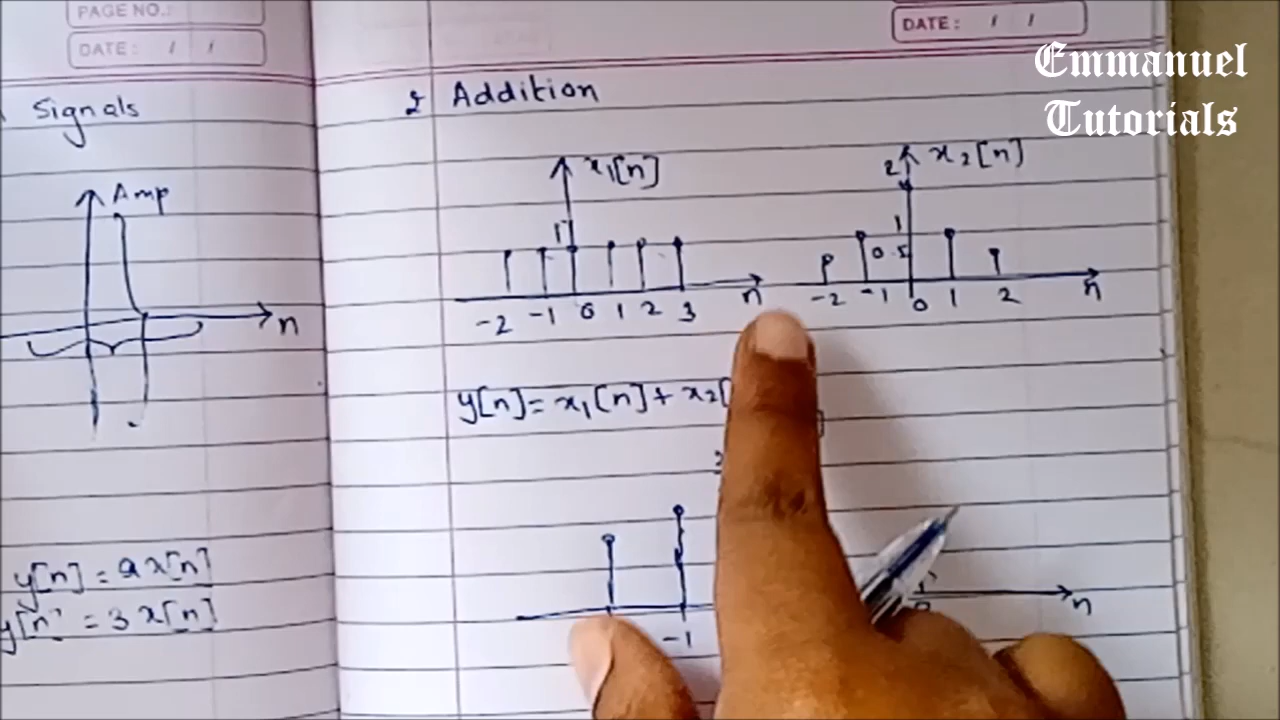 PAGE NO.:
DATE: / /
DATE: / /
Emmanuel
Tutorials
Signals
2 Addition
Amp
n
x1[n]
1
-2 -1 0 1 2 3 n
x2[n]
2
1
0.5
-2 -1 0 1 2 n
y[n] = x1[n] + x2[
-1
n
y[n] = a x[n]
y[n] = 3 x[n]